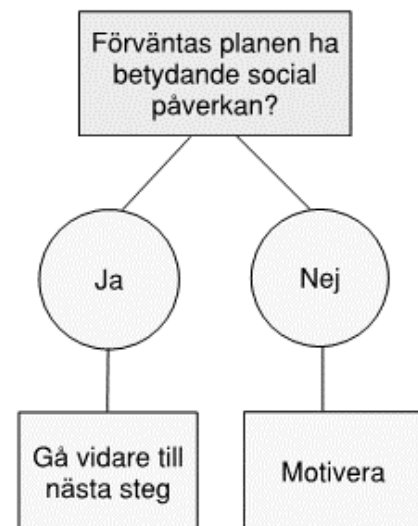 Förväntas planen ha
betydande social
påverkan?
Ja
Nej
Gå vidare till
nästa steg
Motivera